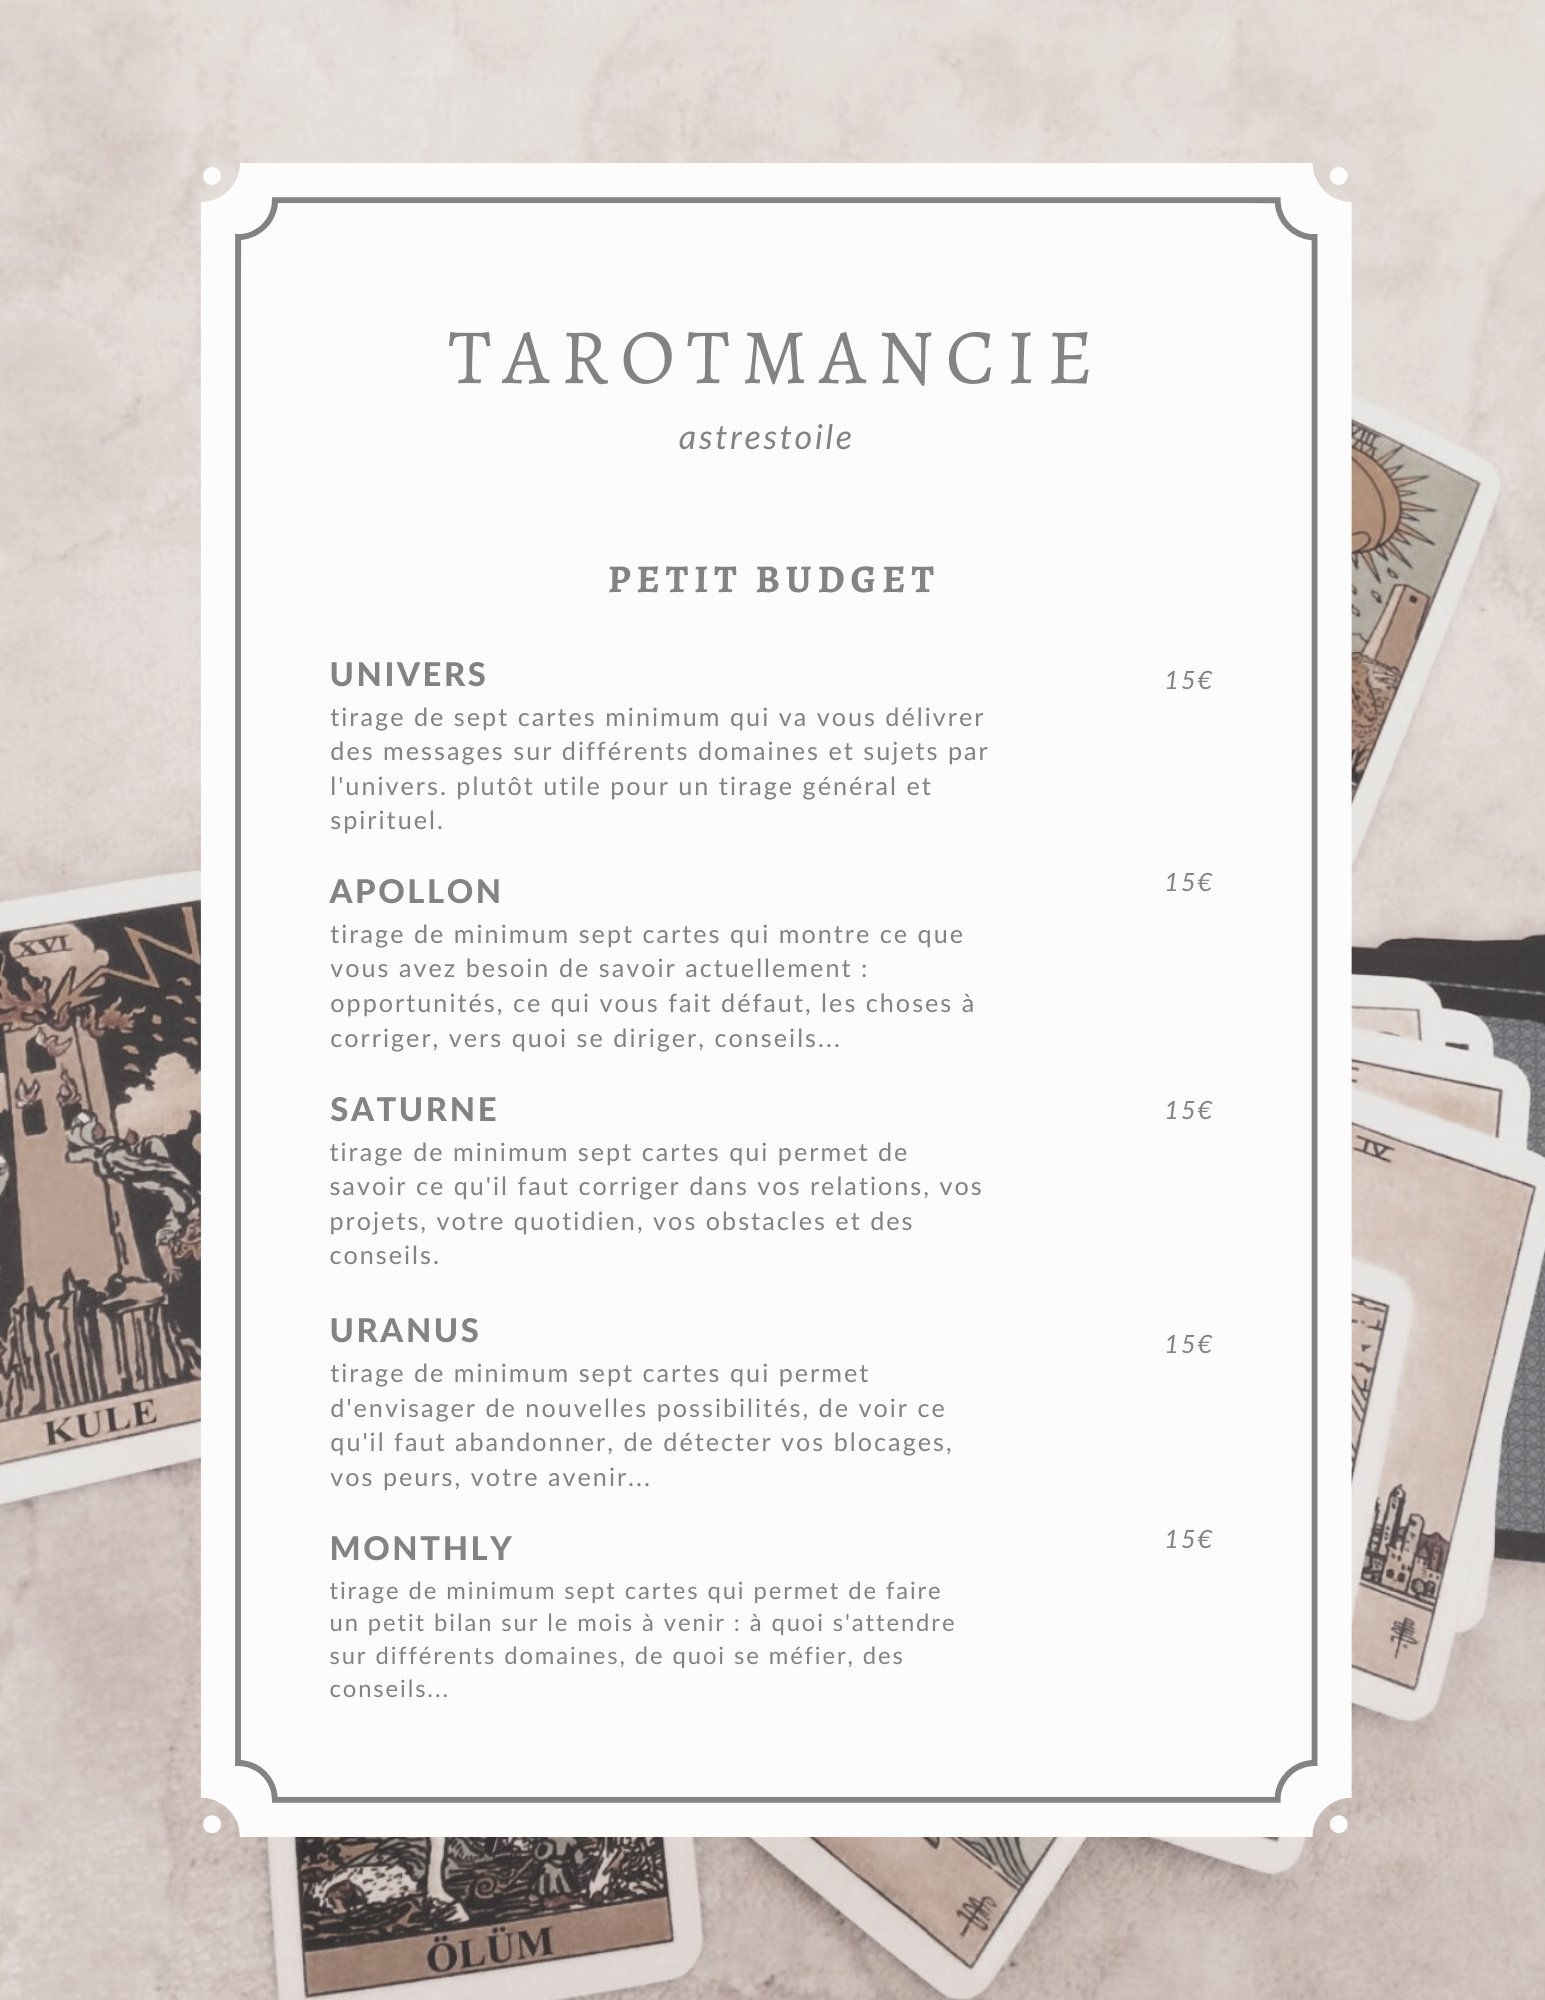 TAROTMANCIE
astrestoile
PETIT BUDGET
UNIVERS
15€
tirage de sept cartes minimum qui va vous délivrer
des messages sur différents domaines et sujets par
l'univers. plutôt utile pour un tirage général et
spirituel.
APOLLON
15€
tirage de minimum sept cartes qui montre ce que
vous avez besoin de savoir actuellement :
opportunités, ce qui vous fait défaut, les choses à
corriger, vers quoi se diriger, conseils...
SATURNE
15€
tirage de minimum sept cartes qui permet de
savoir ce qu'il faut corriger dans vos relations, vos
projets, votre quotidien, vos obstacles et des
conseils.
URANUS
15€
tirage de minimum sept cartes qui permet
d'envisager de nouvelles possibilités, de voir ce
qu'il faut abandonner, de détecter vos blocages,
vos peurs, votre avenir...
MONTHLY
15€
tirage de minimum sept cartes qui permet de faire
un petit bilan sur le mois à venir : à quoi s'attendre
sur différents domaines, de quoi se méfier, des
conseils...
XVI
KULE
IV
ÖLÜM